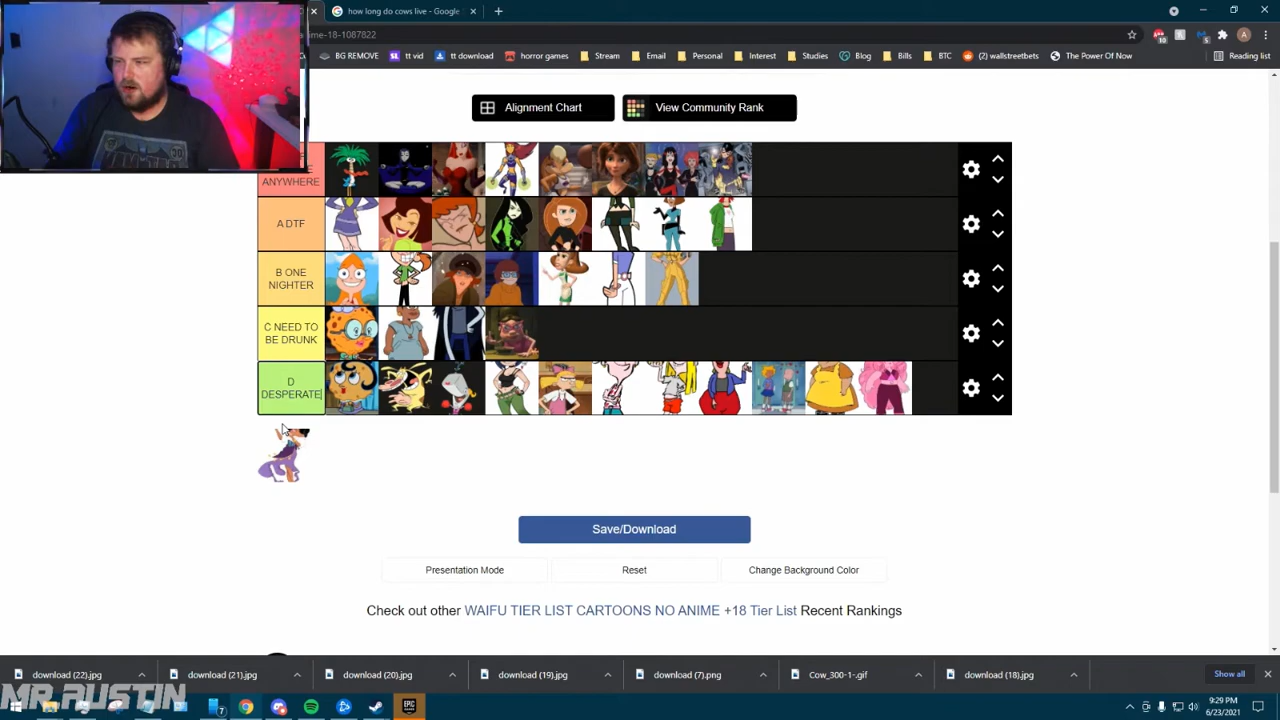 how long do cows live - Google
ime-18-1087822
BG REMOVE
tt vid
tt download
horror games
Stream
Email
Personal
Interest
Studies
Blog
Bills
BTC
(2) wallstreetbets
The Power Of Now
Reading list
Alignment Chart
View Community Rank
ANYWHERE
A DTF
B ONE
NIGHTER
C NEED TO
BE DRUNK
D
DESPERATE
Save/Download
Presentation Mode
Reset
Change Background Color
Check out other WAIFU TIER LIST CARTOONS NO ANIME +18 Tier List Recent Rankings
download (22).jpg
download (21).jpg
download (20).jpg
download (19).jpg
download (7).png
Cow_300-1-.gif
download (18).jpg
Show all
MR.AUSTIN
9:29 PM
6/23/2021